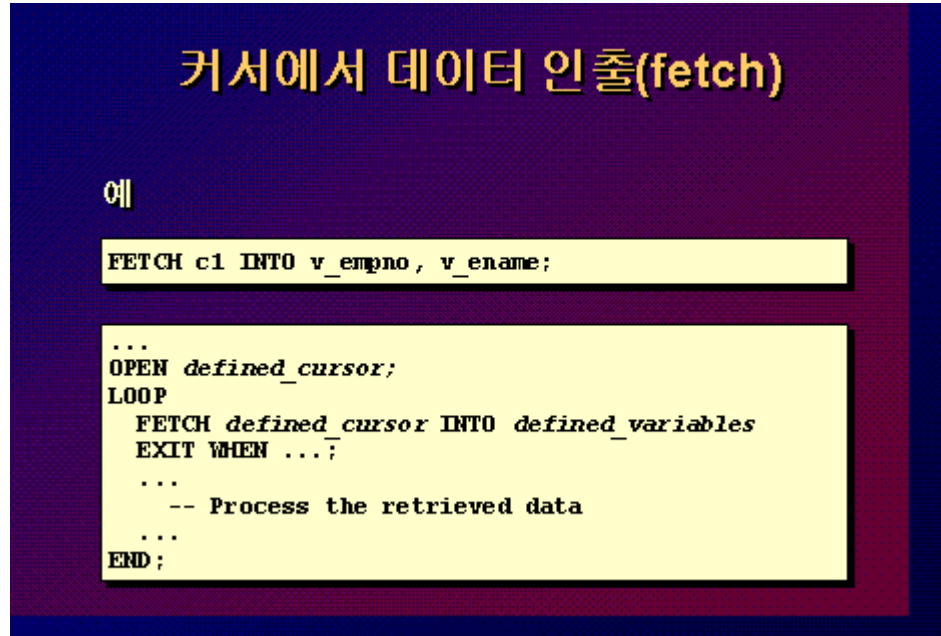 커서에서 데이터 인출(fetch)
예
FETCH c1 INTO v_empno, v_ename;
...
OPEN defined_cursor;
LOOP
FETCH defined_cursor INTO defined_variables
EXIT WHEN ...;
...
-- Process the retrieved data
...
END;